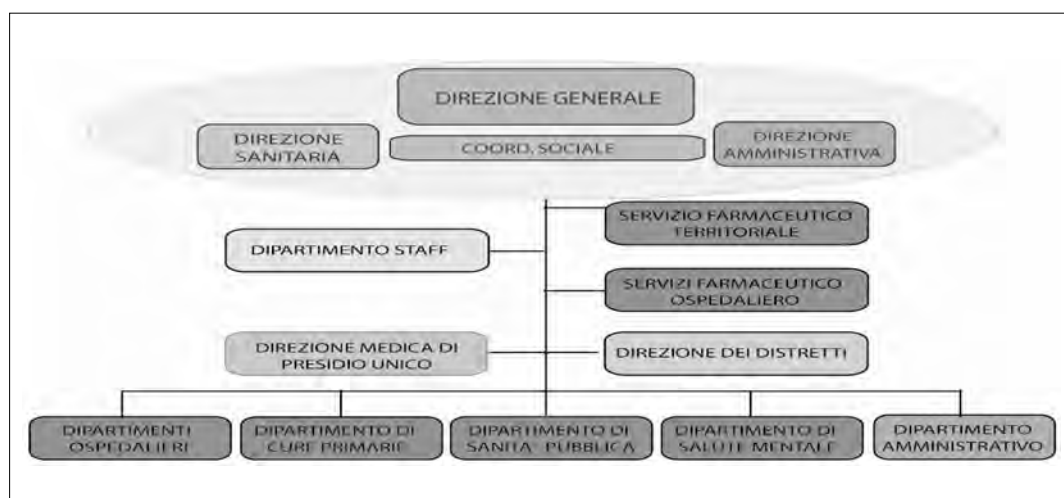 DIREZIONE GENERALE
DIREZIONE
SANITARIA
COORD. SOCIALE
DIREZIONE
AMMINISTRATIVA
SERVIZIO FARMACEUTICO
TERRITORIALE
DIPARTIMENTO STAFF
SERVIZI FARMACEUTICO
OSPEDALIERO
DIREZIONE MEDICA DI
PRESIDIO UNICO
DIREZIONE DEI DISTRETTI
DIPARTIMENTI
OSPEDALIERI
DIPARTIMENTO DI
CURE PRIMARIE
DIPARTIMENTO DI
SANITA' PUBBLICA
DIPARTIMENTO DI
SALUTE MENTALE
DIPARTIMENTO
AMMINISTRATIVO